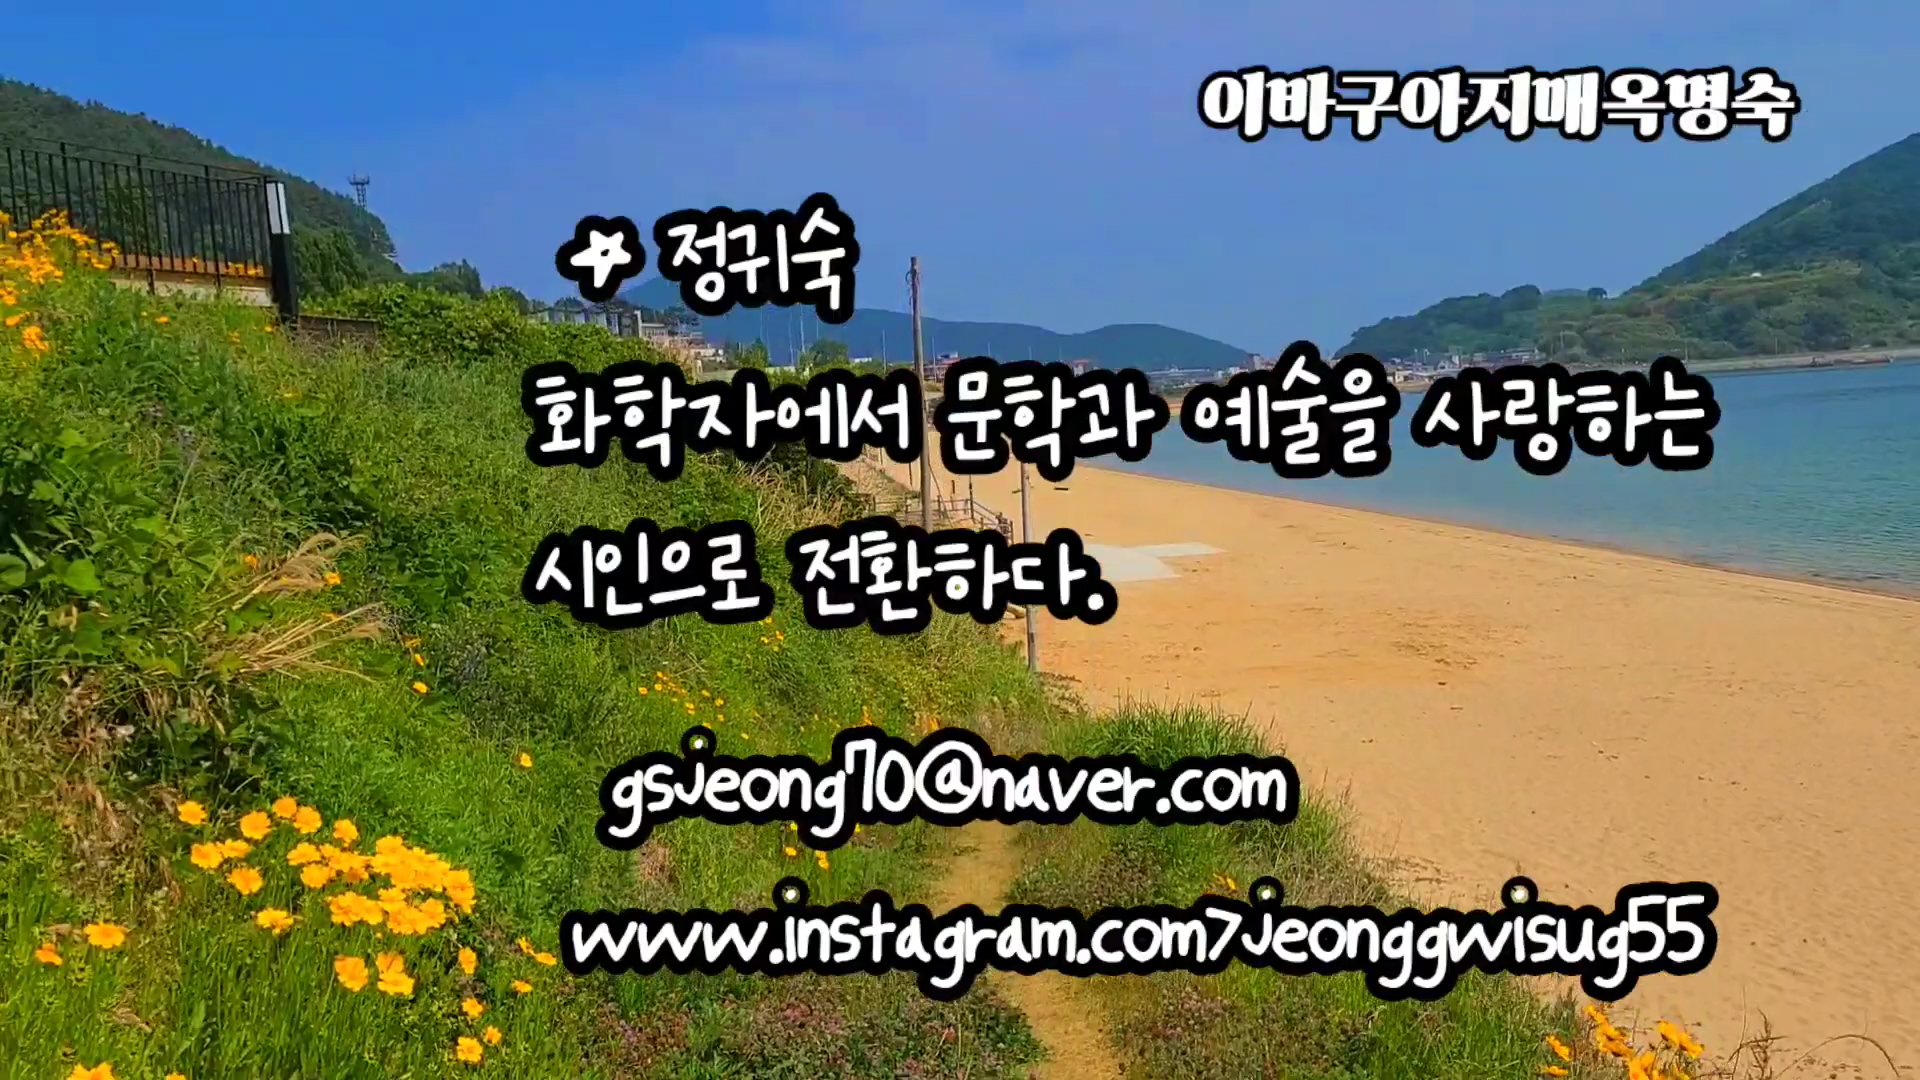 이바구아지매옥명숙
☆ 정귀숙
화학자에서 문학과 예술을 사랑하는
시인으로 전환하다.
gsjeong70@naver.com
www.instagram.com7jeonggwisug55